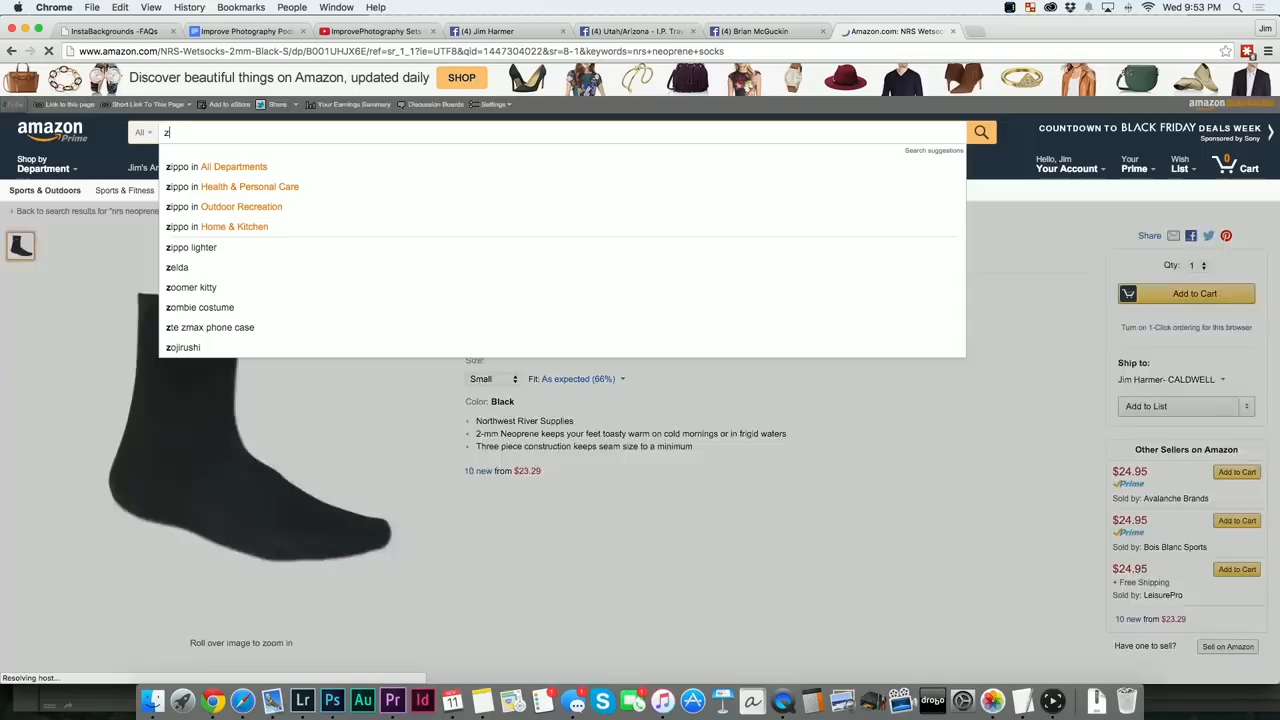 Chrome File Edit View History Bookmarks People Window Help
Wed 9:53 PM
InstaBackgrounds -FAQs
Improve Photography Podc
ImprovePhotography Sets
(4) Jim Harmer
(4) Utah/Arizona - I.P. Trav
(4) Brian McGuckin
Amazon.com: NRS Wetsock
Jim
www.amazon.com/NRS-Wetsocks-2mm-Black-S/dp/B001UHJX6E/ref=sr_1_1?ie=UTF8&qid=1447304022&sr=8-1&keywords=nrs+neoprene+socks
Discover beautiful things on Amazon, updated daily SHOP
Link to this page Short Link To This Page Add to aStore Share Your Earnings Summary Discussion Boards Settings
amazon Prime
All z
COUNTDOWN TO BLACK FRIDAY DEALS WEEK
Sponsored by Sony
Search suggestions
Shop by
Department
Jim's A
Hello, Jim
Your Account
Your
Prime
Wish
List
0
Cart
Sports & Outdoors Sports & Fitness
‹ Back to search results for "nrs neoprene
zippo in All Departments
zippo in Health & Personal Care
zippo in Outdoor Recreation
zippo in Home & Kitchen
zippo lighter
zelda
zoomer kitty
zombie costume
zte zmax phone case
zojirushi
Size:
Small Fit: As expected (66%)
Color: Black
Northwest River Supplies
2-mm Neoprene keeps your feet toasty warm on cold mornings or in frigid waters
Three piece construction keeps seam size to a minimum
10 new from $23.29
Roll over image to zoom in
Share
Qty: 1
Add to Cart
Turn on 1-Click ordering for this browser
Ship to:
Jim Harmer- CALDWELL
Add to List
Other Sellers on Amazon
$24.95 Add to Cart
Prime
Sold by: Avalanche Brands
$24.95 Add to Cart
Prime
Sold by: Bois Blanc Sports
$24.95 Add to Cart
+ Free Shipping
Sold by: LeisurePro
10 new from $23.29
Have one to sell? Sell on Amazon
Resolving host...
Lr Ps Au Pr Id
NOV
11
drobo